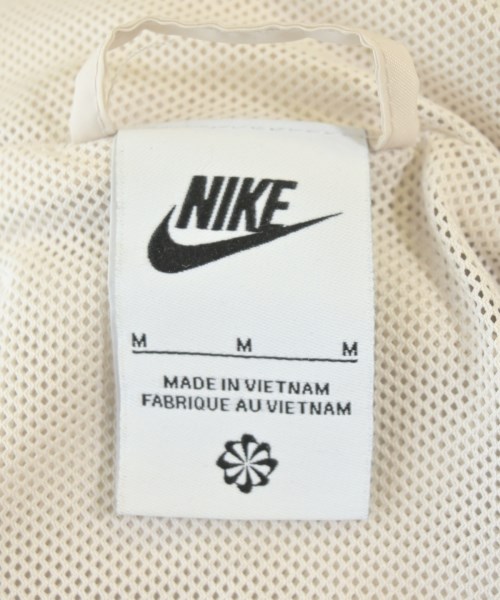 NIKE
M M M
MADE IN VIETNAM
FABRIQUE AU VIETNAM